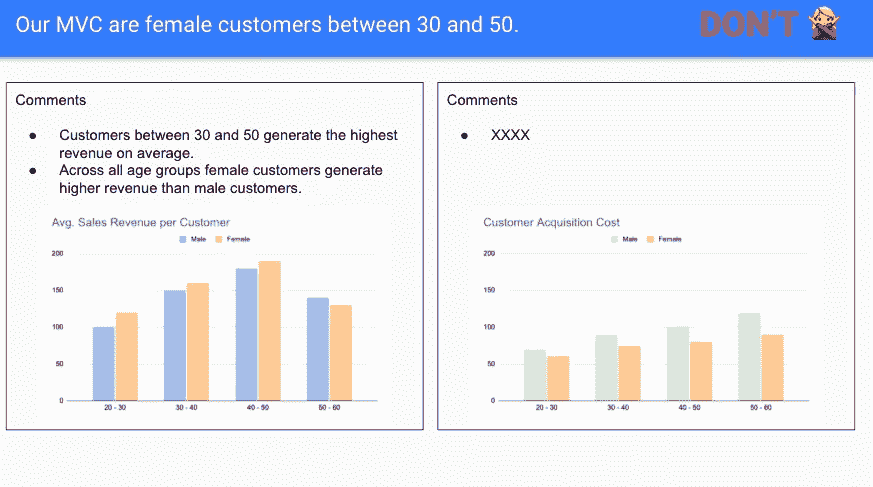 Our MVC are female customers between 30 and 50.
DON'T
Comments
● Customers between 30 and 50 generate the highest
revenue on average.
● Across all age groups female customers generate
higher revenue than male customers.
Avg. Sales Revenue per Customer
Male Female
200
150
100
50
0
20 - 30 30 - 40 40 - 50 50 - 60
Comments
● XXXX
Customer Acquisition Cost
Male Female
200
150
100
50
0
20 - 30 30 - 40 40 - 50 50 - 60